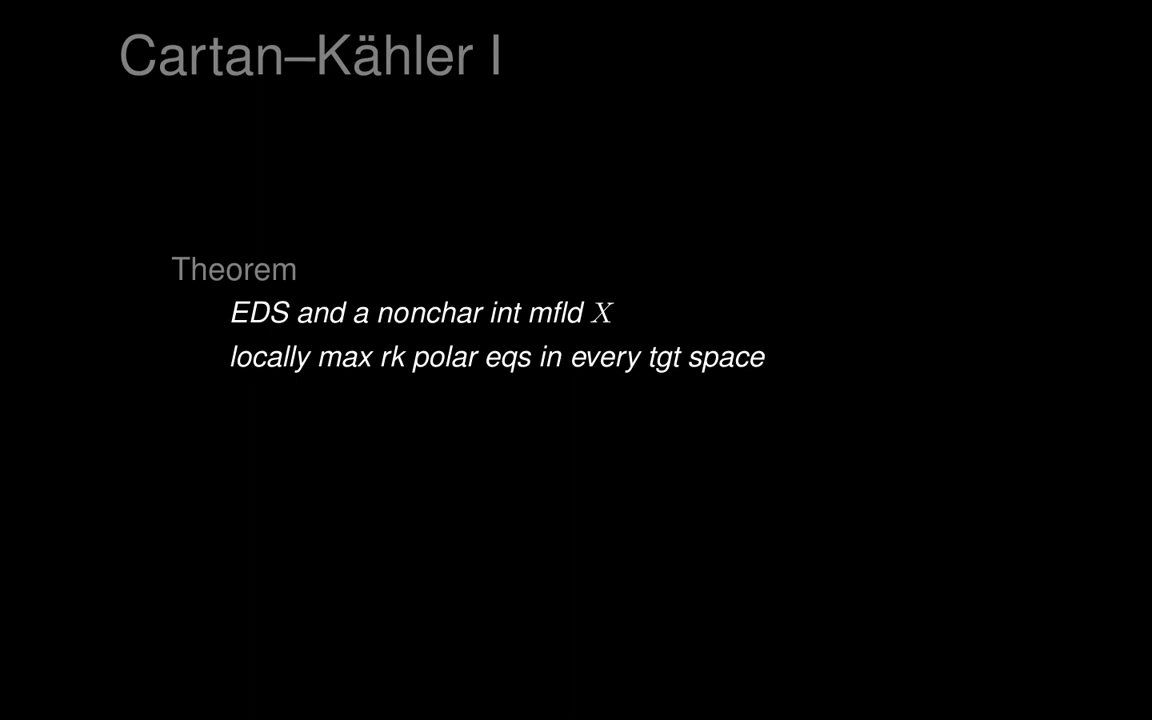 Cartan–Kähler I
Theorem
EDS and a nonchar int mfld X
locally max rk polar eqs in every tgt space